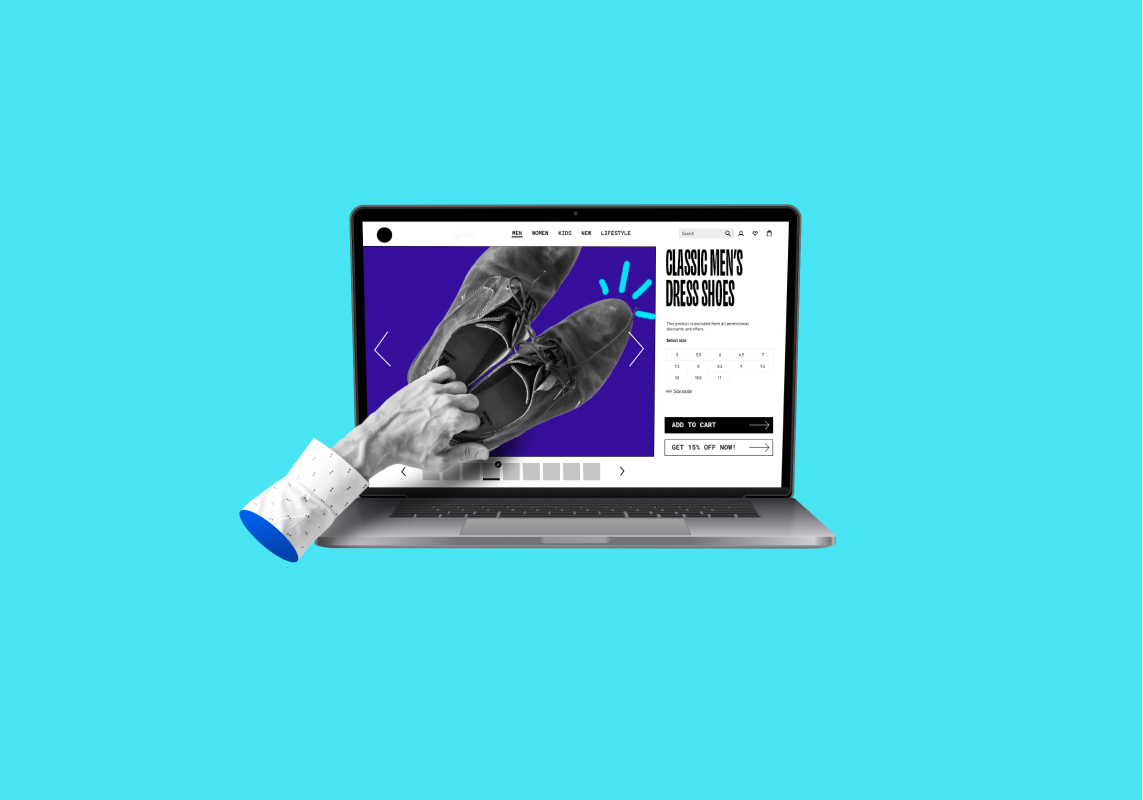 MEN WOMEN KIDS NEW LIFESTYLE
Search
CLASSIC MEN'S
DRESS SHOES
This product is excluded from all promotional
discounts and offers.
Select size
5 5.5 6 6.5 7
7.5 8 8.5 9 9.5
10 10.5 11
Size guide
ADD TO CART
GET 15% OFF NOW!